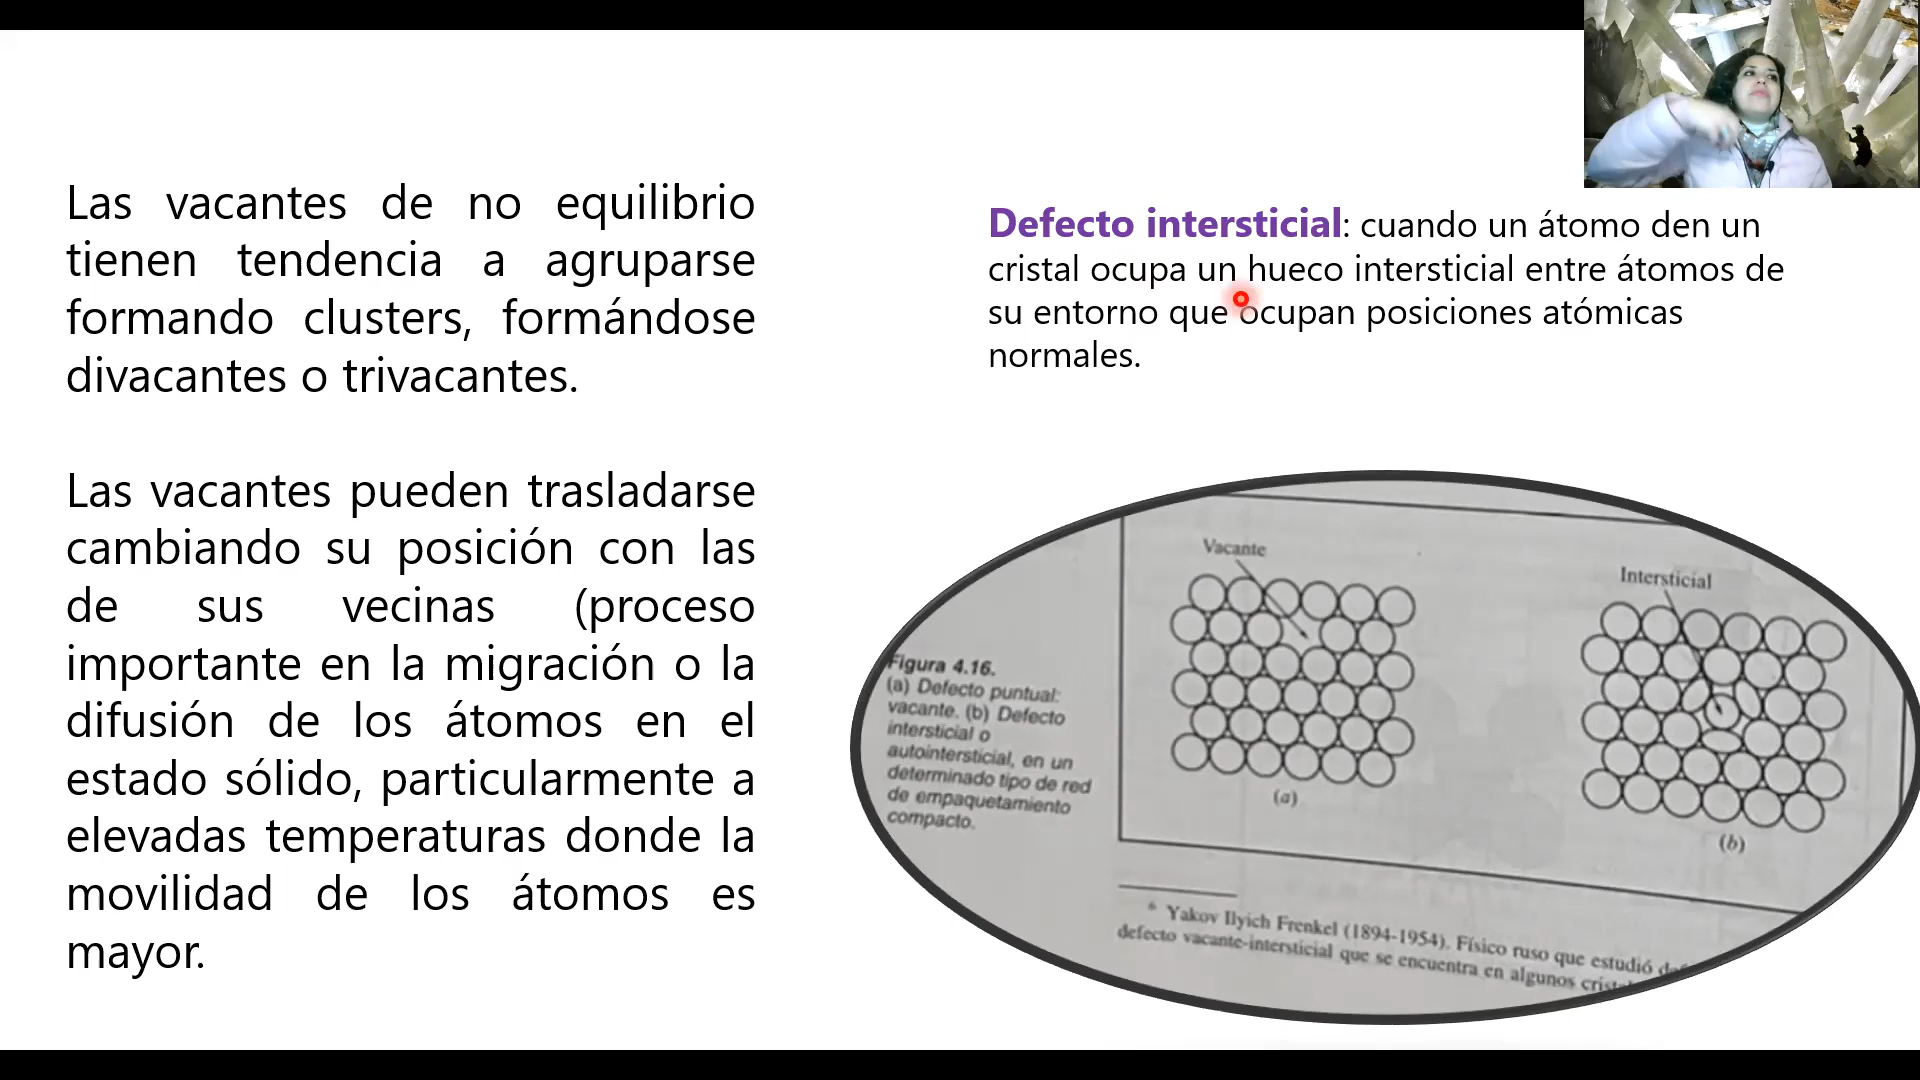 Las vacantes de no equilibrio
tienen tendencia a agruparse
formando clusters, formándose
divacantes o trivacantes.
Las vacantes pueden trasladarse
cambiando su posición con las
de sus vecinas (proceso
importante en la migración o la
difusión de los átomos en el
estado sólido, particularmente a
elevadas temperaturas donde la
movilidad de los átomos es
mayor.
Defecto intersticial: cuando un átomo den un
cristal ocupa un hueco intersticial entre átomos de
su entorno que ocupan posiciones atómicas
normales.
Figura 4.16.
(a) Defecto puntual:
vacante. (b) Defecto
intersticial o
autointersticial, en un
determinado tipo de red
de empaquetamiento
compacto.
Vacante
(a)
Intersticial
(b)
* Yakov Ilyich Frenkel (1894-1954). Físico ruso que estudió
defecto vacante-intersticial que se encuentra en algunos